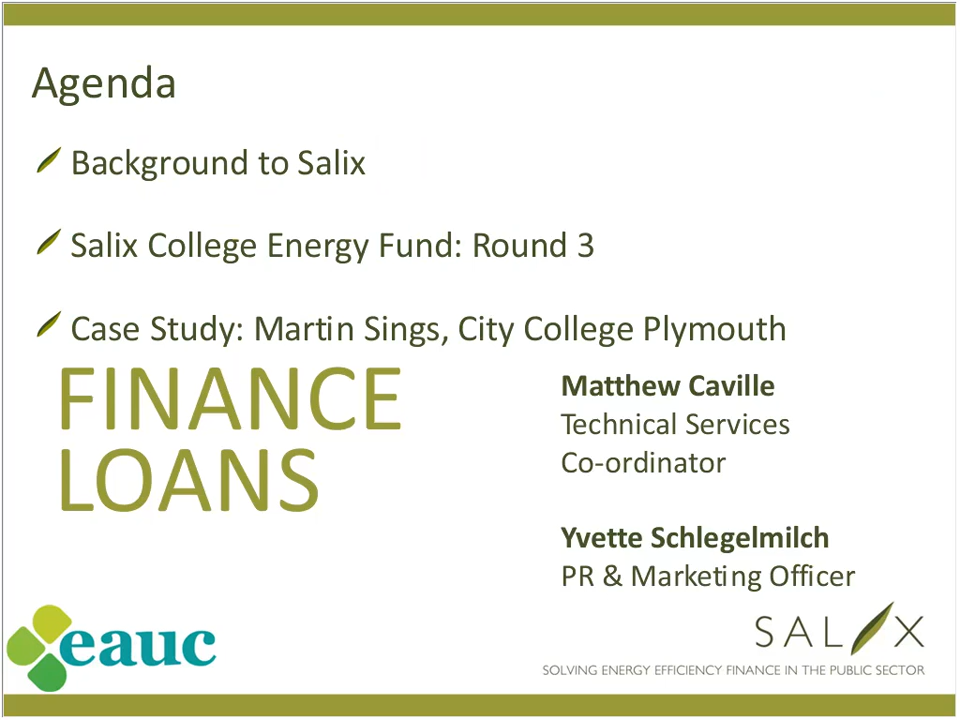 Agenda
Background to Salix
Salix College Energy Fund: Round 3
Case Study: Martin Sings, City College Plymouth
FINANCE
LOANS
Matthew Caville
Technical Services
Co-ordinator
Yvette Schlegelmilch
PR & Marketing Officer
eauc
SALIX
SOLVING ENERGY EFFICIENCY FINANCE IN THE PUBLIC SECTOR